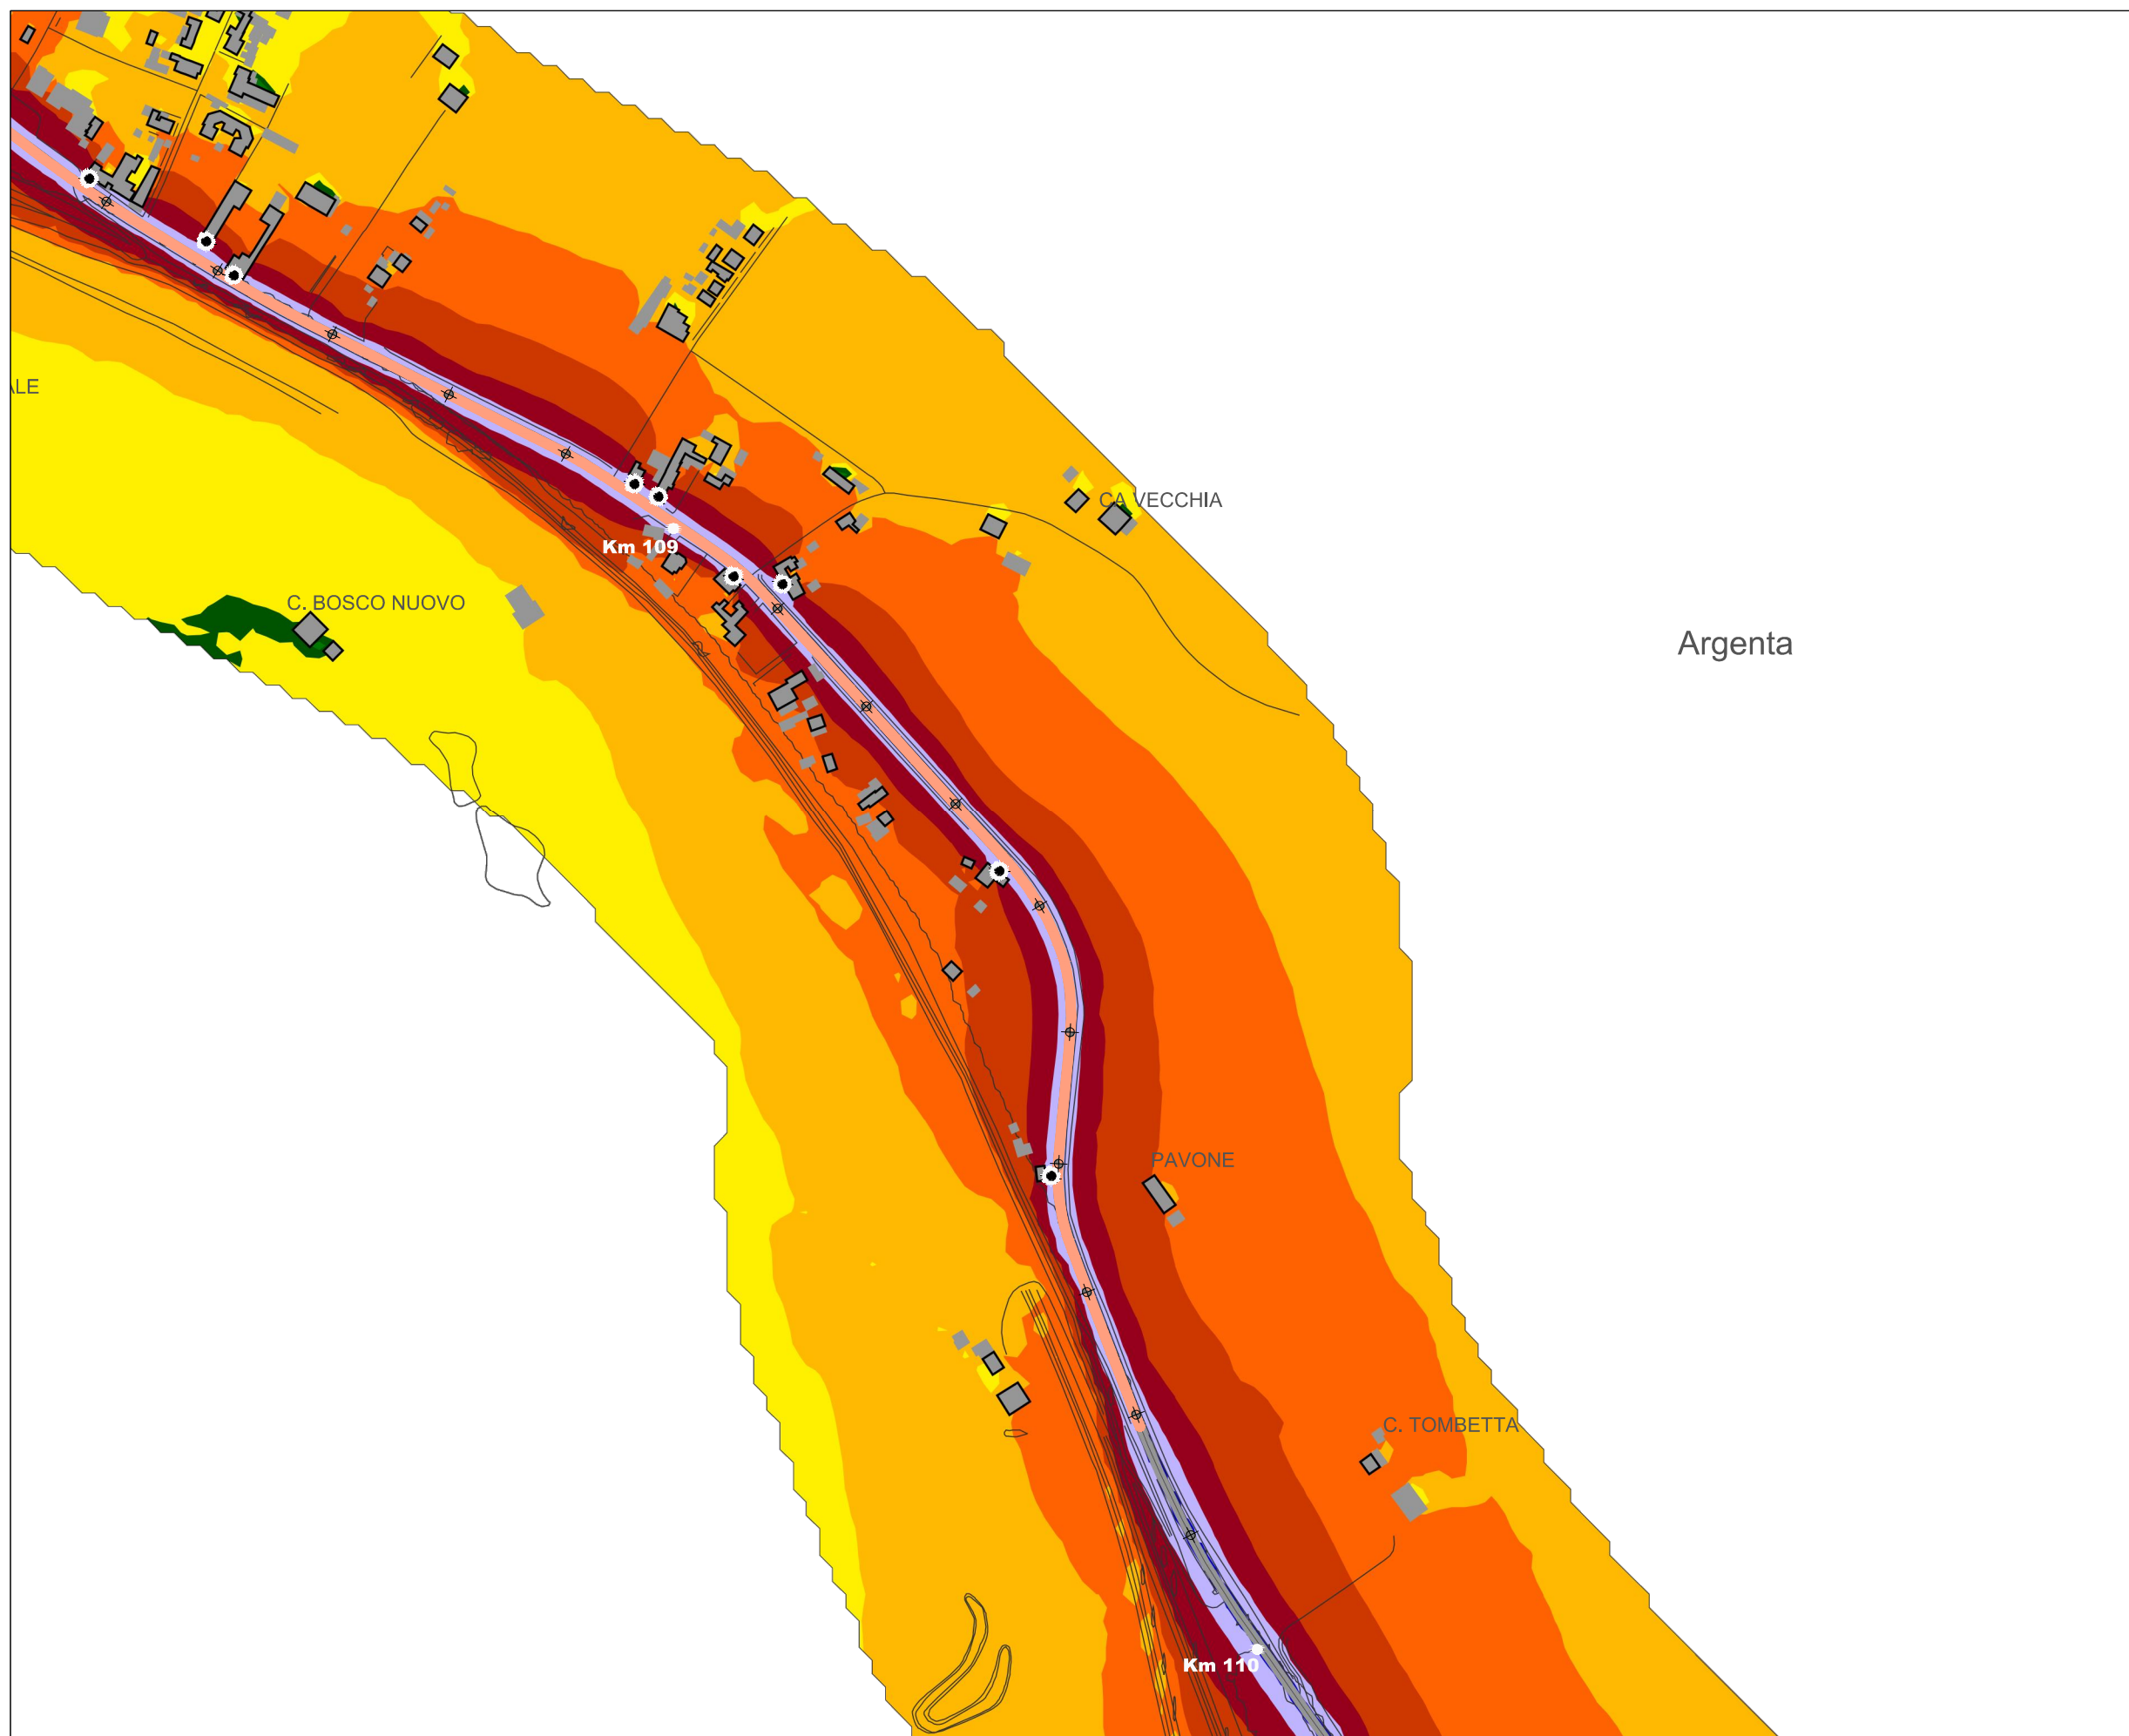 ALE
CA VECCHIA
Km 109
C. BOSCO NUOVO
Argenta
PAVONE
C. TOMBETTA
Km 110